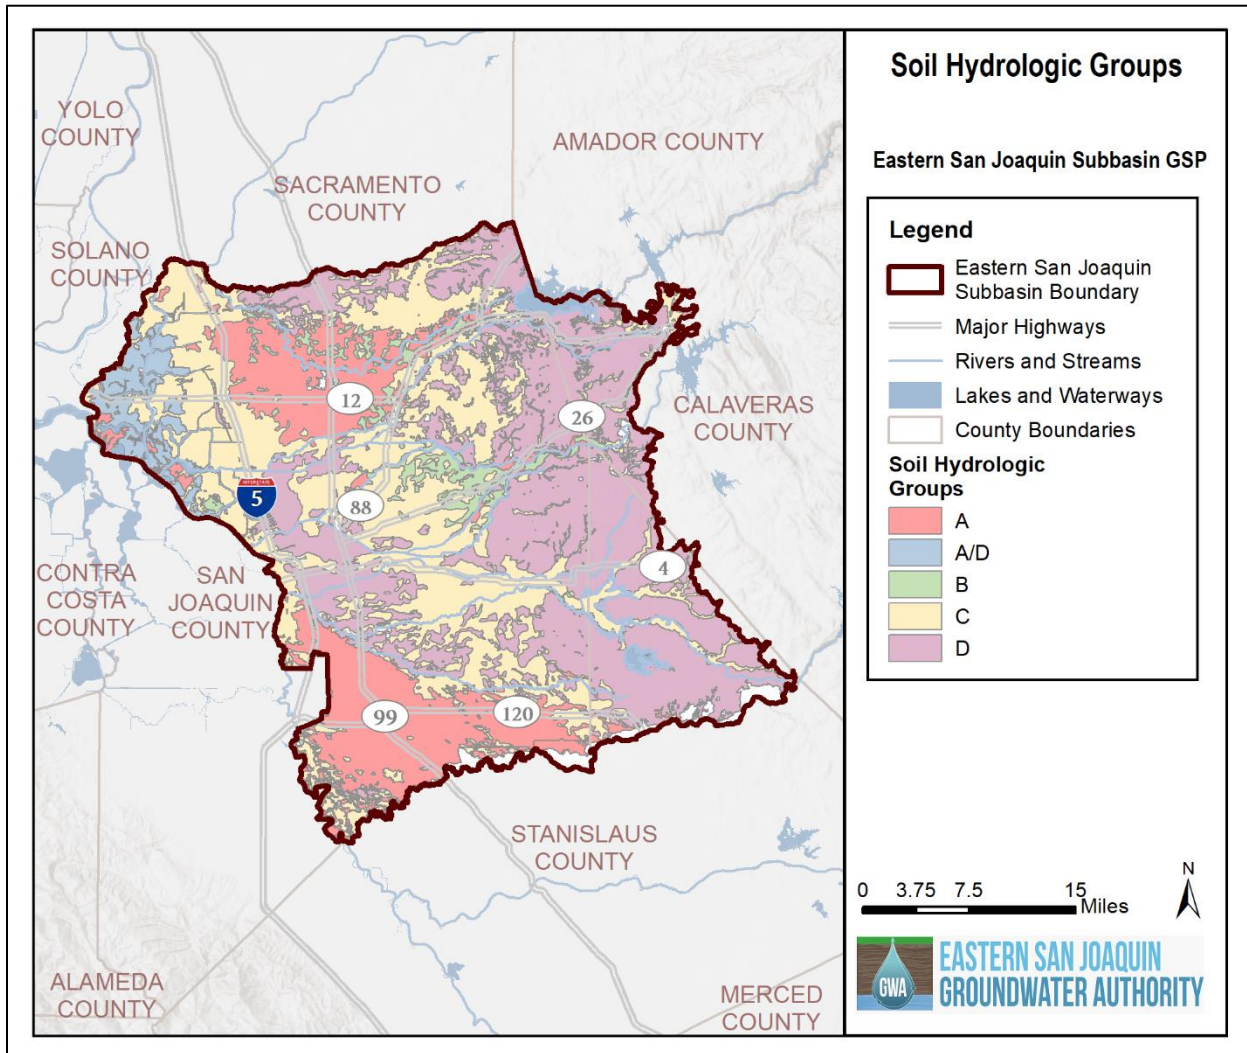 Soil Hydrologic Groups
Eastern San Joaquin Subbasin GSP
Legend
Eastern San Joaquin
Subbasin Boundary
Major Highways
Rivers and Streams
Lakes and Waterways
County Boundaries
Soil Hydrologic
Groups
A
A/D
B
C
D
0 3.75 7.5 15
Miles
N
GWA
EASTERN SAN JOAQUIN
GROUNDWATER AUTHORITY
YOLO
COUNTY
AMADOR COUNTY
SACRAMENTO
COUNTY
SOLANO
COUNTY
CALAVERAS
COUNTY
CONTRA
COSTA
COUNTY
SAN
JOAQUIN
COUNTY
STANISLAUS
COUNTY
ALAMEDA
COUNTY
MERCED
COUNTY
12
26
INTERSTATE
5
88
4
99
120